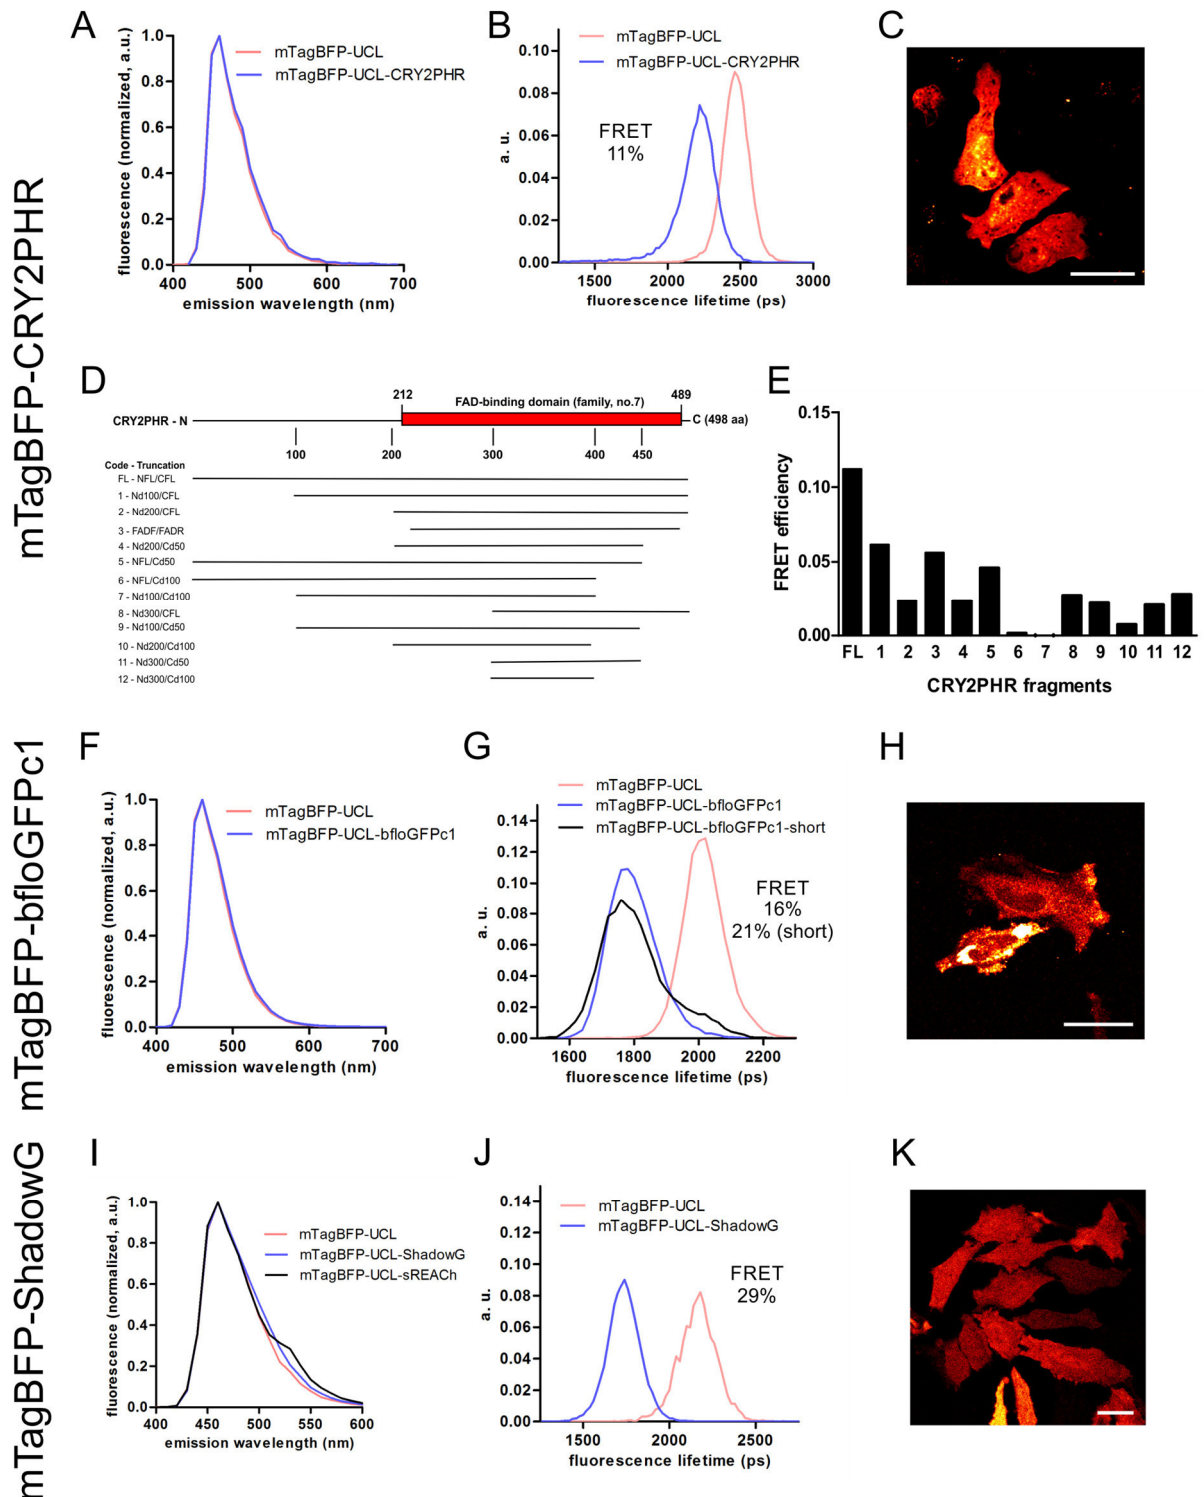 mTagBFP-CRY2PHR
A
fluorescence (normalized, a.u.)
1.0
0.8
0.6
0.4
0.2
0.0
400 500 600 700
emission wavelength (nm)
mTagBFP-UCL
mTagBFP-UCL-CRY2PHR
B
a. u.
0.10
0.08
0.06
0.04
0.02
0.00
1500 2000 2500 3000
fluorescence lifetime (ps)
mTagBFP-UCL
mTagBFP-UCL-CRY2PHR
FRET
11%
C
D
212 489
FAD-binding domain (family, no.7)
CRY2PHR - N C (498 aa)
100 200 300 400 450
Code - Truncation
FL - NFL/CFL
1 - Nd100/CFL
2 - Nd200/CFL
3 - FADF/FADR
4 - Nd200/Cd50
5 - NFL/Cd50
6 - NFL/Cd100
7 - Nd100/Cd100
8 - Nd300/CFL
9 - Nd100/Cd50
10 - Nd200/Cd100
11 - Nd300/Cd50
12 - Nd300/Cd100
E
FRET efficiency
0.15
0.10
0.05
0.00
FL 1 2 3 4 5 6 7 8 9 10 11 12
CRY2PHR fragments
mTagBFP-bfloGFPc1
F
fluorescence (normalized, a.u.)
1.0
0.8
0.6
0.4
0.2
0.0
400 500 600 700
emission wavelength (nm)
mTagBFP-UCL
mTagBFP-UCL-bfloGFPc1
G
mTagBFP-UCL
mTagBFP-UCL-bfloGFPc1
mTagBFP-UCL-bfloGFPc1-short
a. u.
0.14
0.12
0.10
0.08
0.06
0.04
0.02
0.00
1600 1800 2000 2200
fluorescence lifetime (ps)
FRET
16%
21% (short)
H
mTagBFP-ShadowG
I
fluorescence (normalized, a.u.)
1.0
0.8
0.6
0.4
0.2
0.0
400 450 500 550 600
emission wavelength (nm)
mTagBFP-UCL
mTagBFP-UCL-ShadowG
mTagBFP-UCL-sREACh
J
a. u.
0.14
0.12
0.10
0.08
0.06
0.04
0.02
0.00
1500 2000 2500
fluorescence lifetime (ps)
mTagBFP-UCL
mTagBFP-UCL-ShadowG
FRET
29%
K